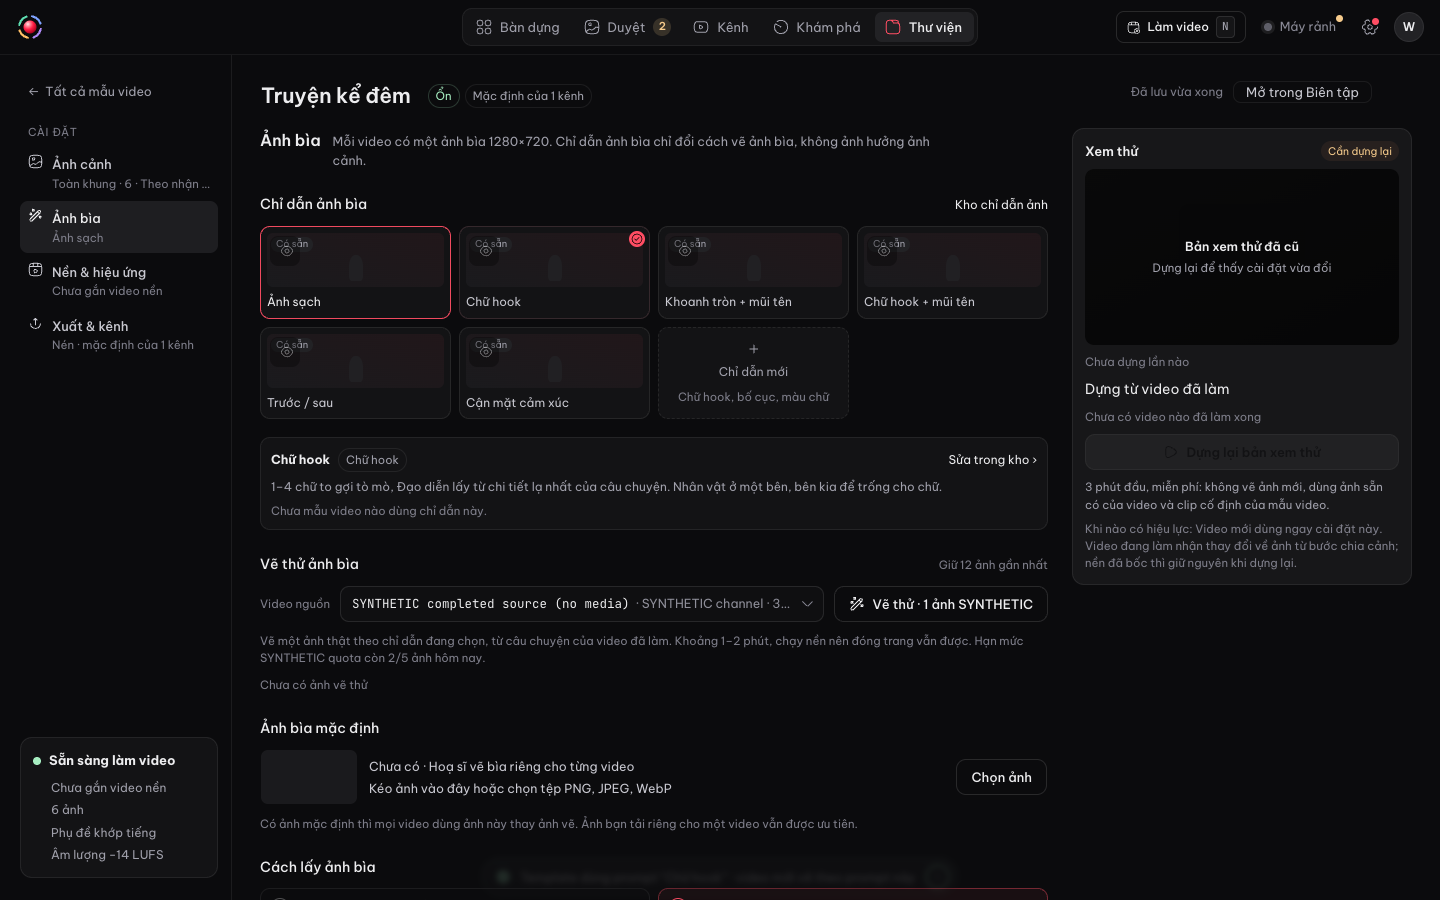 Bàn dựng
Duyệt 2
Kênh
Khám phá
Thư viện
Làm video N
Máy rảnh
W
← Tất cả mẫu video
CÀI ĐẶT
Ảnh cảnh
Toàn khung · 6 · Theo nhận ...
Ảnh bìa
Ảnh sạch
Nền & hiệu ứng
Chưa gắn video nền
Xuất & kênh
Nén · mặc định của 1 kênh
Sẵn sàng làm video
Chưa gắn video nền
6 ảnh
Phụ đề khớp tiếng
Âm lượng -14 LUFS
Truyện kể đêm
Ổn
Mặc định của 1 kênh
Đã lưu vừa xong
Mở trong Biên tập
Ảnh bìa
Mỗi video có một ảnh bìa 1280×720. Chỉ dẫn ảnh bìa chỉ đổi cách vẽ ảnh bìa, không ảnh hưởng ảnh
cảnh.
Chỉ dẫn ảnh bìa
Kho chỉ dẫn ảnh
Có sẵn
Ảnh sạch
Có sẵn
Chữ hook
Có sẵn
Khoanh tròn + mũi tên
Có sẵn
Chữ hook + mũi tên
Có sẵn
Trước / sau
Có sẵn
Cận mặt cảm xúc
+
Chỉ dẫn mới
Chữ hook, bố cục, màu chữ
Chữ hook
Chữ hook
Sửa trong kho ›
1–4 chữ to gợi tò mò, Đạo diễn lấy từ chi tiết lạ nhất của câu chuyện. Nhân vật ở một bên, bên kia để trống cho chữ.
Chưa mẫu video nào dùng chỉ dẫn này.
Vẽ thử ảnh bìa
Giữ 12 ảnh gần nhất
Video nguồn
SYNTHETIC completed source (no media) · SYNTHETIC channel · 3...
Vẽ thử · 1 ảnh SYNTHETIC
Vẽ một ảnh thật theo chỉ dẫn đang chọn, từ câu chuyện của video đã làm. Khoảng 1–2 phút, chạy nền nên đóng trang vẫn được. Hạn mức
SYNTHETIC quota còn 2/5 ảnh hôm nay.
Chưa có ảnh vẽ thử
Ảnh bìa mặc định
Chưa có · Hoạ sĩ vẽ bìa riêng cho từng video
Kéo ảnh vào đây hoặc chọn tệp PNG, JPEG, WebP
Chọn ảnh
Có ảnh mặc định thì mọi video dùng ảnh này thay ảnh vẽ. Ảnh bạn tải riêng cho một video vẫn được ưu tiên.
Cách lấy ảnh bìa
Xem thử
Cần dựng lại
Bản xem thử đã cũ
Dựng lại để thấy cài đặt vừa đổi
Chưa dựng lần nào
Dựng từ video đã làm
Chưa có video nào đã làm xong
Dựng lại bản xem thử
3 phút đầu, miễn phí: không vẽ ảnh mới, dùng ảnh sẵn
có của video và clip cố định của mẫu video.
Khi nào có hiệu lực: Video mới dùng ngay cài đặt này.
Video đang làm nhận thay đổi về ảnh từ bước chia cảnh;
nền đã bốc thì giữ nguyên khi dựng lại.